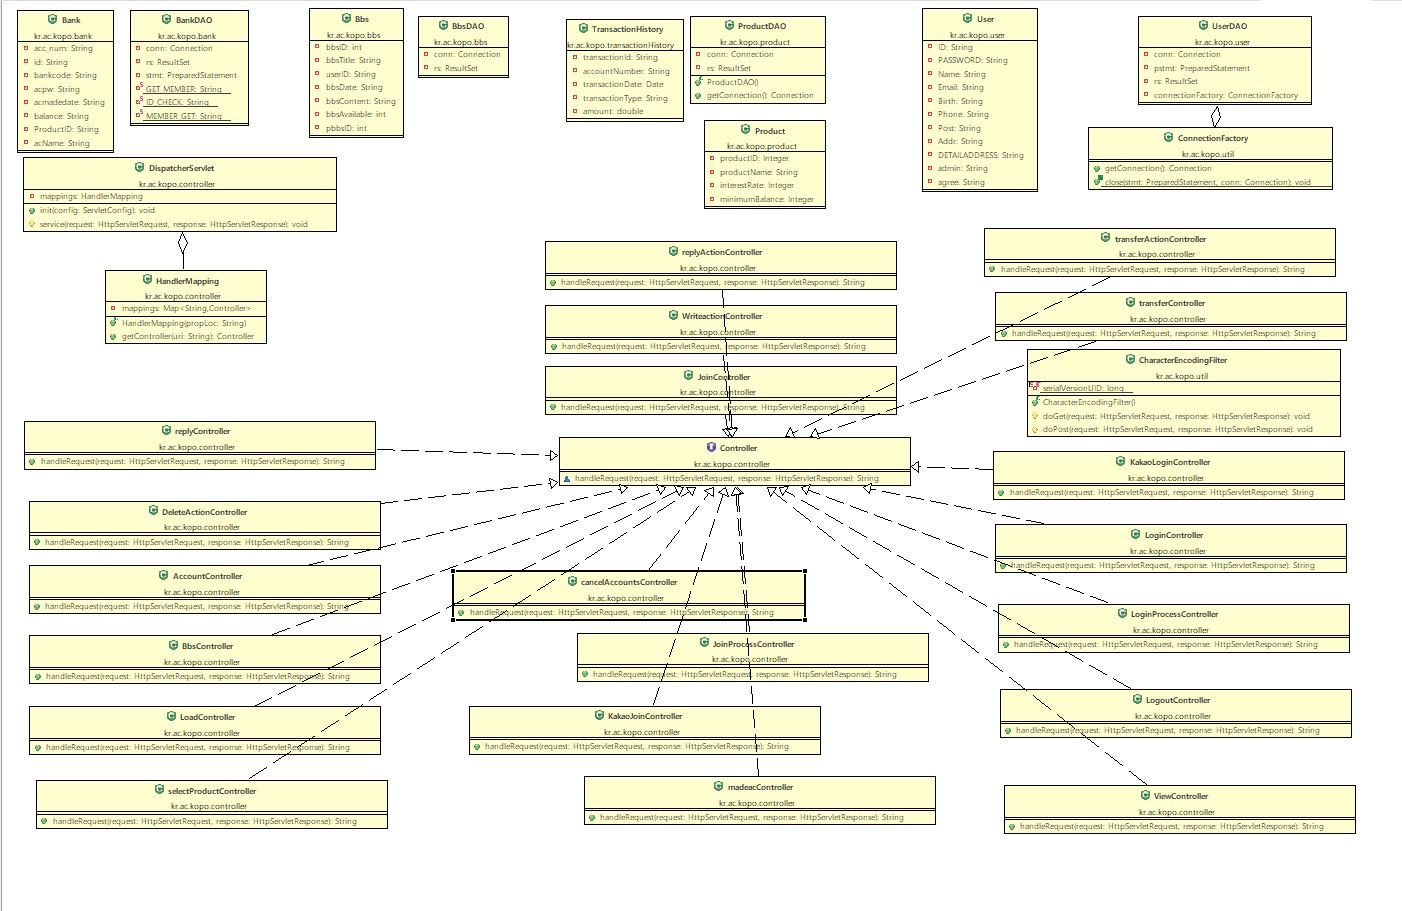 Bank
kr.ac.kopo.bank
acc_num: String
id: String
bankcode: String
acpw: String
acmadedate: String
balance: String
ProductID: String
acName: String
BankDAO
kr.ac.kopo.bank
conn: Connection
rs: ResultSet
stmt: PreparedStatement
GET_MEMBER: String
ID_CHECK: String
MEMBER_GET: String
Bbs
kr.ac.kopo.bbs
bbsID: int
bbsTitle: String
userID: String
bbsDate: String
bbsContent: String
bbsAvailable: int
pbbsID: int
BbsDAO
kr.ac.kopo.bbs
conn: Connection
rs: ResultSet
TransactionHistory
kr.ac.kopo.transactionHistory
transactionId: String
accountNumber: String
transactionDate: Date
transactionType: String
amount: double
ProductDAO
kr.ac.kopo.product
conn: Connection
rs: ResultSet
ProductDAO()
getConnection(): Connection
Product
kr.ac.kopo.product
productID: Integer
productName: String
interestRate: Integer
minimumBalance: Integer
User
kr.ac.kopo.user
ID: String
PASSWORD: String
Name: String
Email: String
Birth: String
Phone: String
Post: String
Addr: String
DETAILADDRESS: String
admin: String
agree: String
UserDAO
kr.ac.kopo.user
conn: Connection
pstmt: PreparedStatement
rs: ResultSet
connectionFactory: ConnectionFactory
ConnectionFactory
kr.ac.kopo.util
getConnection(): Connection
close(stmt: PreparedStatement, conn: Connection): void
DispatcherServlet
kr.ac.kopo.controller
mappings: HandlerMapping
init(config: ServletConfig): void
service(request: HttpServletRequest, response: HttpServletResponse): void
HandlerMapping
kr.ac.kopo.controller
mappings: Map<String,Controller>
HandlerMapping(propLoc: String)
getController(uri: String): Controller
replyActionController
kr.ac.kopo.controller
handleRequest(request: HttpServletRequest, response: HttpServletResponse): String
WriteactionController
kr.ac.kopo.controller
handleRequest(request: HttpServletRequest, response: HttpServletResponse): String
JoinController
kr.ac.kopo.controller
handleRequest(request: HttpServletRequest, response: HttpServletResponse): String
transferActionController
kr.ac.kopo.controller
handleRequest(request: HttpServletRequest, response: HttpServletResponse): String
transferController
kr.ac.kopo.controller
handleRequest(request: HttpServletRequest, response: HttpServletResponse): String
CharacterEncodingFilter
kr.ac.kopo.util
serialVersionUID: long
CharacterEncodingFilter()
doGet(request: HttpServletRequest, response: HttpServletResponse): void
doPost(request: HttpServletRequest, response: HttpServletResponse): void
replyController
kr.ac.kopo.controller
handleRequest(request: HttpServletRequest, response: HttpServletResponse): String
Controller
kr.ac.kopo.controller
handleRequest(request: HttpServletRequest, response: HttpServletResponse): String
KakaoLoginController
kr.ac.kopo.controller
handleRequest(request: HttpServletRequest, response: HttpServletResponse): String
DeleteActionController
kr.ac.kopo.controller
handleRequest(request: HttpServletRequest, response: HttpServletResponse): String
LoginController
kr.ac.kopo.controller
handleRequest(request: HttpServletRequest, response: HttpServletResponse): String
AccountController
kr.ac.kopo.controller
handleRequest(request: HttpServletRequest, response: HttpServletResponse): String
cancelAccountsController
kr.ac.kopo.controller
handleRequest(request: HttpServletRequest, response: HttpServletResponse): String
LoginProcessController
kr.ac.kopo.controller
handleRequest(request: HttpServletRequest, response: HttpServletResponse): String
BbsController
kr.ac.kopo.controller
handleRequest(request: HttpServletRequest, response: HttpServletResponse): String
JoinProcessController
kr.ac.kopo.controller
handleRequest(request: HttpServletRequest, response: HttpServletResponse): String
LogoutController
kr.ac.kopo.controller
handleRequest(request: HttpServletRequest, response: HttpServletResponse): String
LoadController
kr.ac.kopo.controller
handleRequest(request: HttpServletRequest, response: HttpServletResponse): String
KakaoJoinController
kr.ac.kopo.controller
handleRequest(request: HttpServletRequest, response: HttpServletResponse): String
selectProductController
kr.ac.kopo.controller
handleRequest(request: HttpServletRequest, response: HttpServletResponse): String
madeacController
kr.ac.kopo.controller
handleRequest(request: HttpServletRequest, response: HttpServletResponse): String
ViewController
kr.ac.kopo.controller
handleRequest(request: HttpServletRequest, response: HttpServletResponse): String